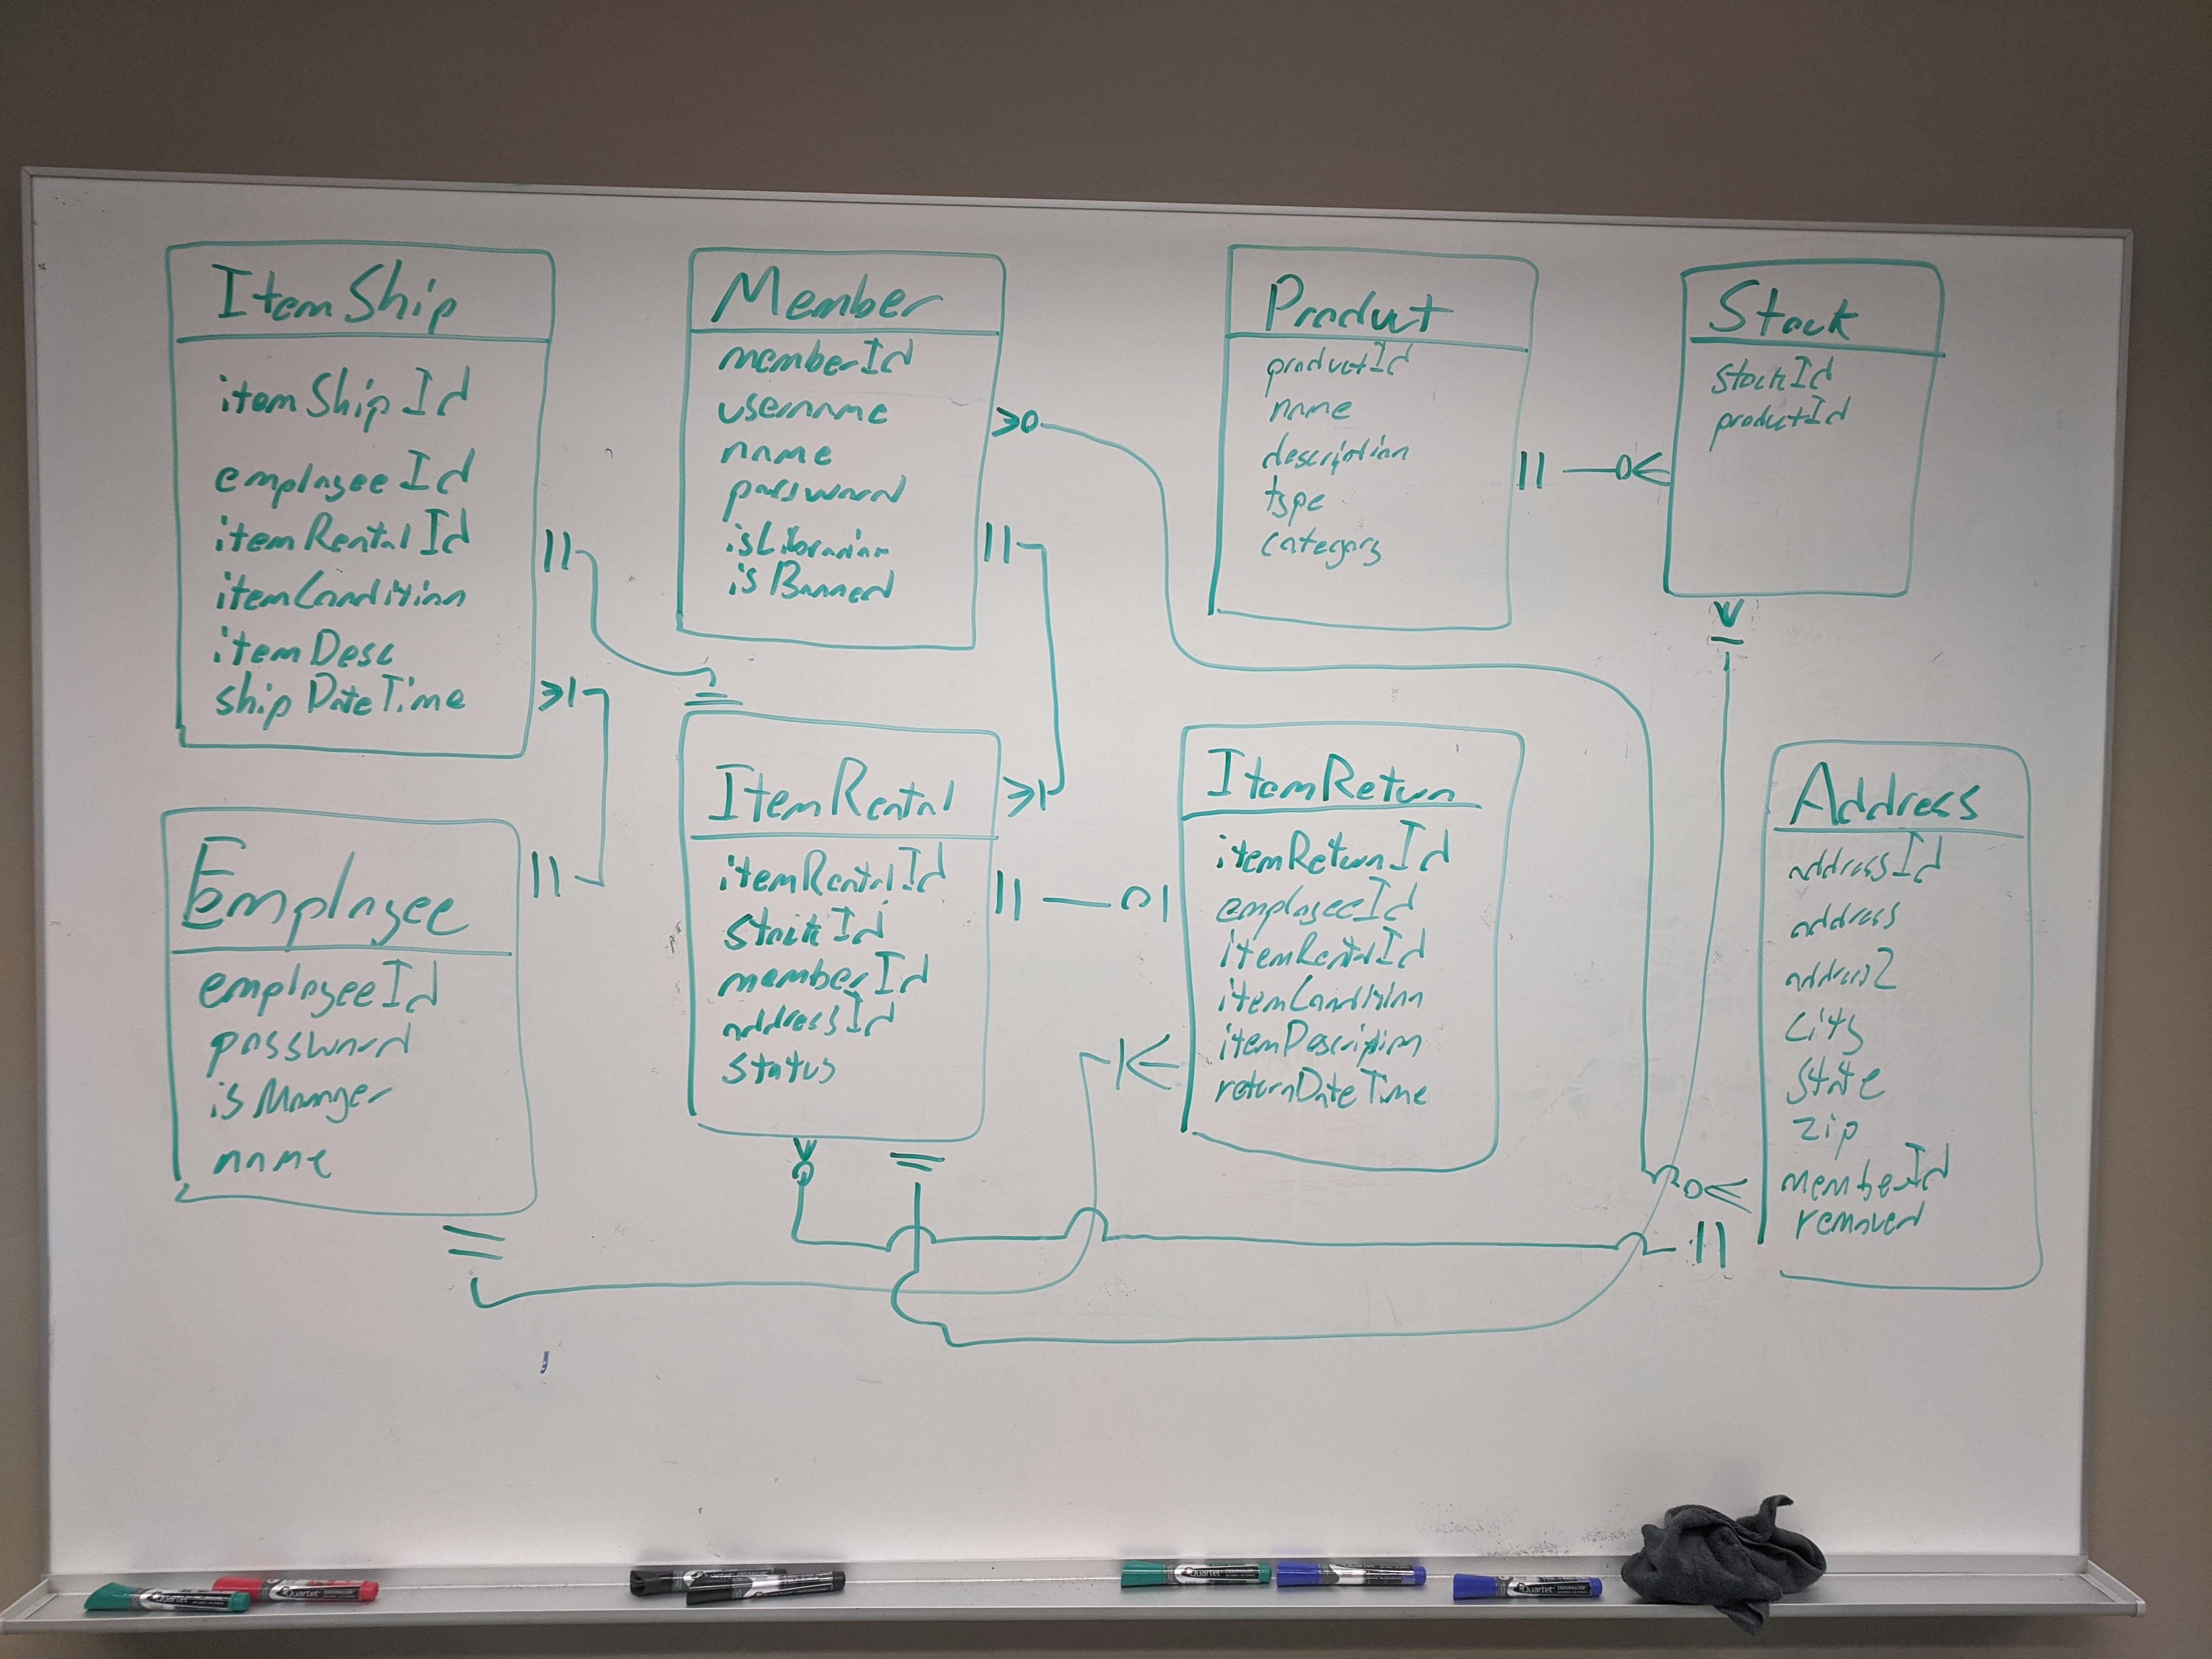 ItemShip
itemShipId
employeeId
itemRentalId
itemCondition
itemDesc
shipDateTime
Member
memberId
username
name
password
isLibrarian
isBanned
Product
productId
name
description
type
category
Stock
stockId
productId
Employee
employeeId
password
isManger
name
ItemRental
itemRentalId
stockId
memberId
addressId
status
ItemReturn
itemReturnId
employeeId
itemRentalId
itemCondition
itemDescription
returnDateTime
Address
addressId
address
address2
city
state
zip
memberId
removed
Quartet
Quartet
Quartet
Quartet
Quartet